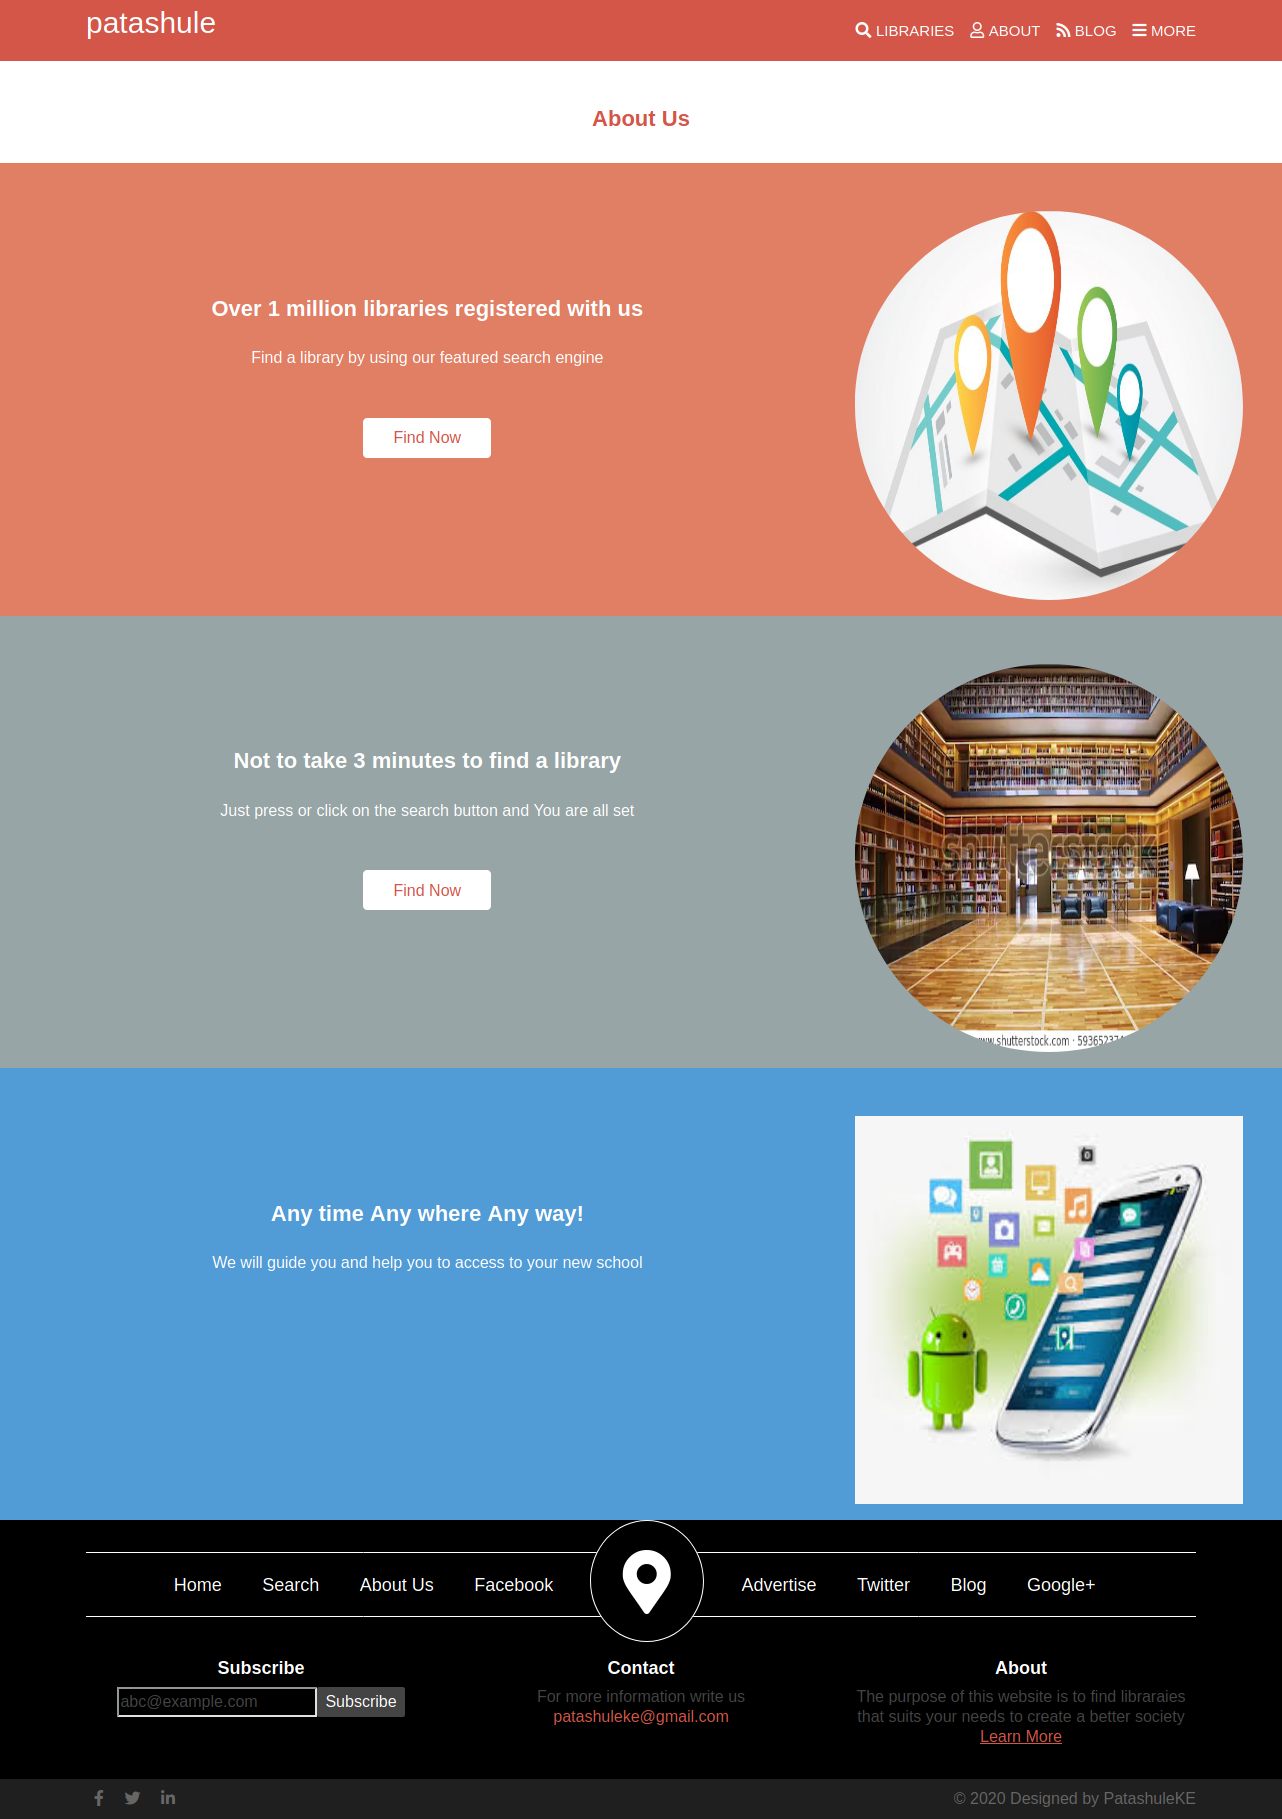 patashule
LIBRARIES ABOUT BLOG MORE
About Us
Over 1 million libraries registered with us
Find a library by using our featured search engine
Find Now
Not to take 3 minutes to find a library
Just press or click on the search button and You are all set
Find Now
shutterstock
www.shutterstock.com · 59365237
Any time Any where Any way!
We will guide you and help you to access to your new school
Home Search About Us Facebook Advertise Twitter Blog Google+
Subscribe
abc@example.com Subscribe
Contact
For more information write us
patashuleke@gmail.com
About
The purpose of this website is to find libraraies
that suits your needs to create a better society
Learn More
© 2020 Designed by PatashuleKE